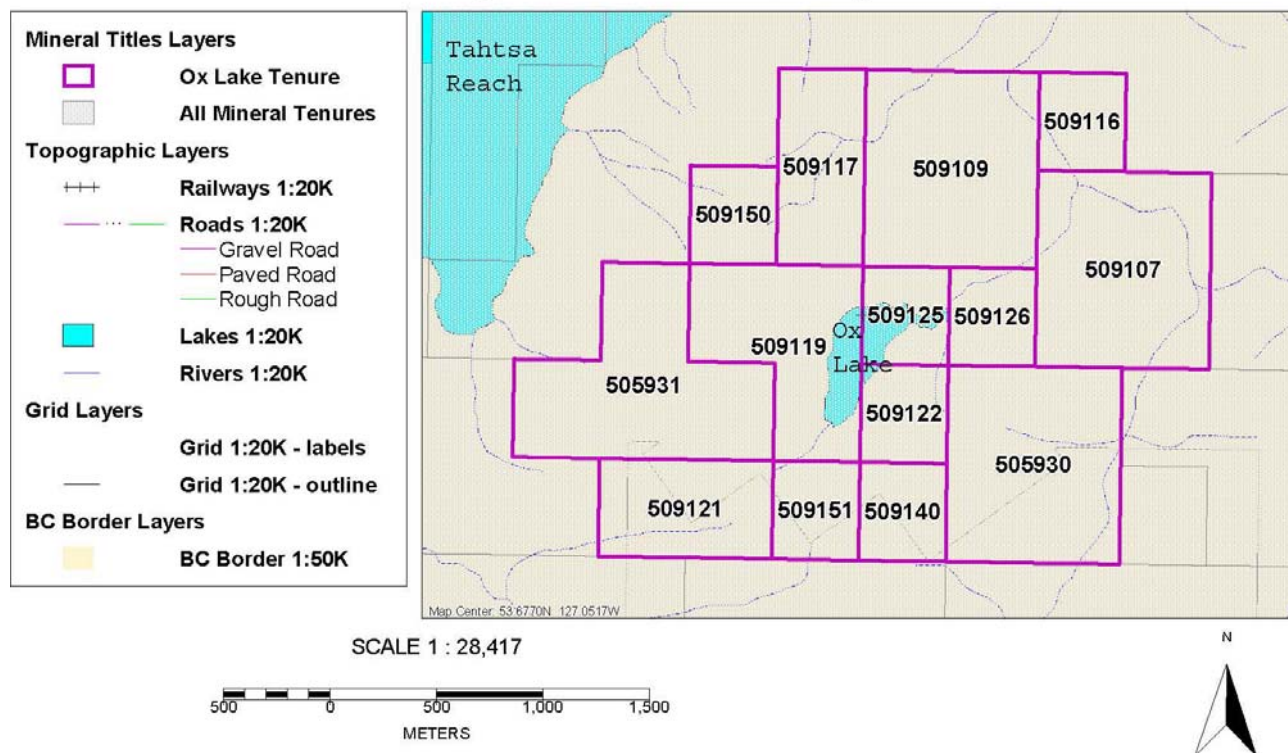 Mineral Titles Layers
Ox Lake Tenure
All Mineral Tenures
Topographic Layers
Railways 1:20K
Roads 1:20K
Gravel Road
Paved Road
Rough Road
Lakes 1:20K
Rivers 1:20K
Grid Layers
Grid 1:20K - labels
Grid 1:20K - outline
BC Border Layers
BC Border 1:50K
Tahtsa
Reach
509116
509117
509109
509150
509107
509125
509126
Ox
509119
Lake
505931
509122
505930
509121
509151
509140
Map Center: 53.6770N 127.0517W
SCALE 1 : 28,417
500
0
500
1,000
1,500
METERS
N